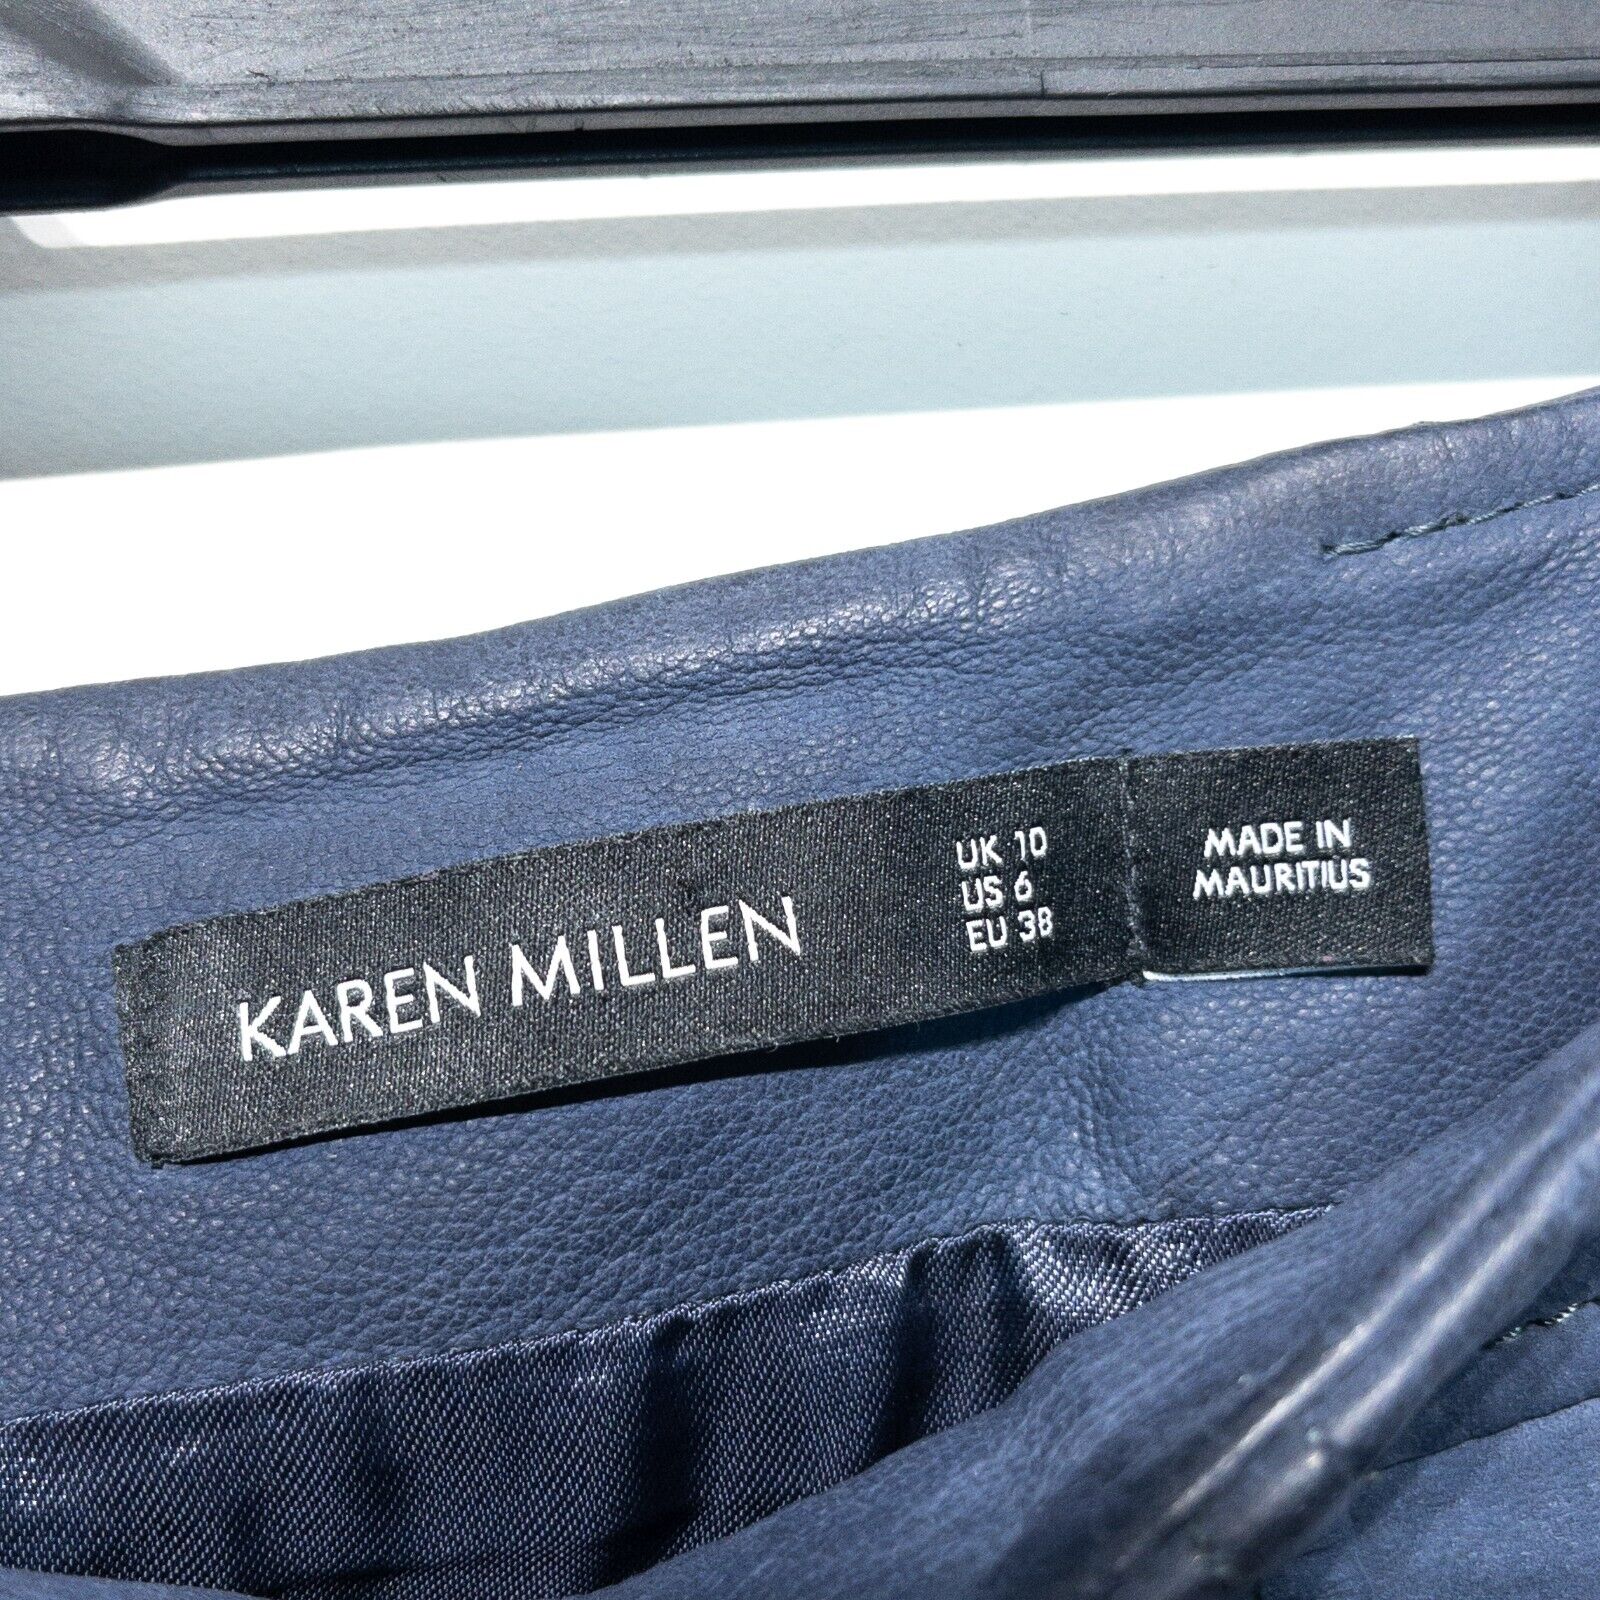 KAREN MILLEN
UK 10
US 6
EU 38
MADE IN
MAURITIUS